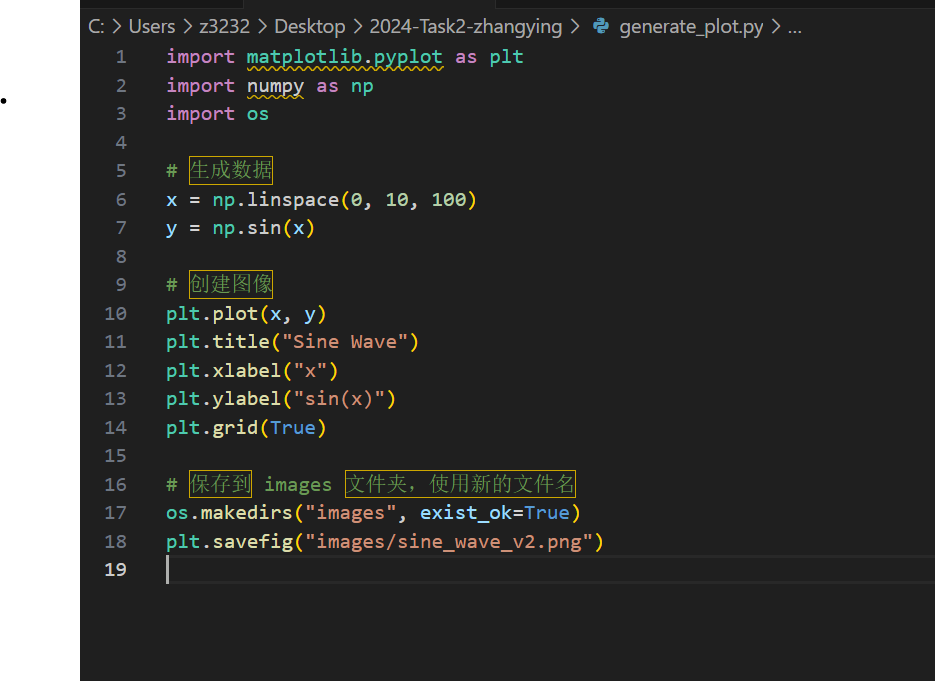 C: > Users > z3232 > Desktop > 2024-Task2-zhangying > generate_plot.py > ...
1 import matplotlib.pyplot as plt
2 import numpy as np
3 import os
4
5 # 生成数据
6 x = np.linspace(0, 10, 100)
7 y = np.sin(x)
8
9 # 创建图像
10 plt.plot(x, y)
11 plt.title("Sine Wave")
12 plt.xlabel("x")
13 plt.ylabel("sin(x)")
14 plt.grid(True)
15
16 # 保存到 images 文件夹，使用新的文件名
17 os.makedirs("images", exist_ok=True)
18 plt.savefig("images/sine_wave_v2.png")
19